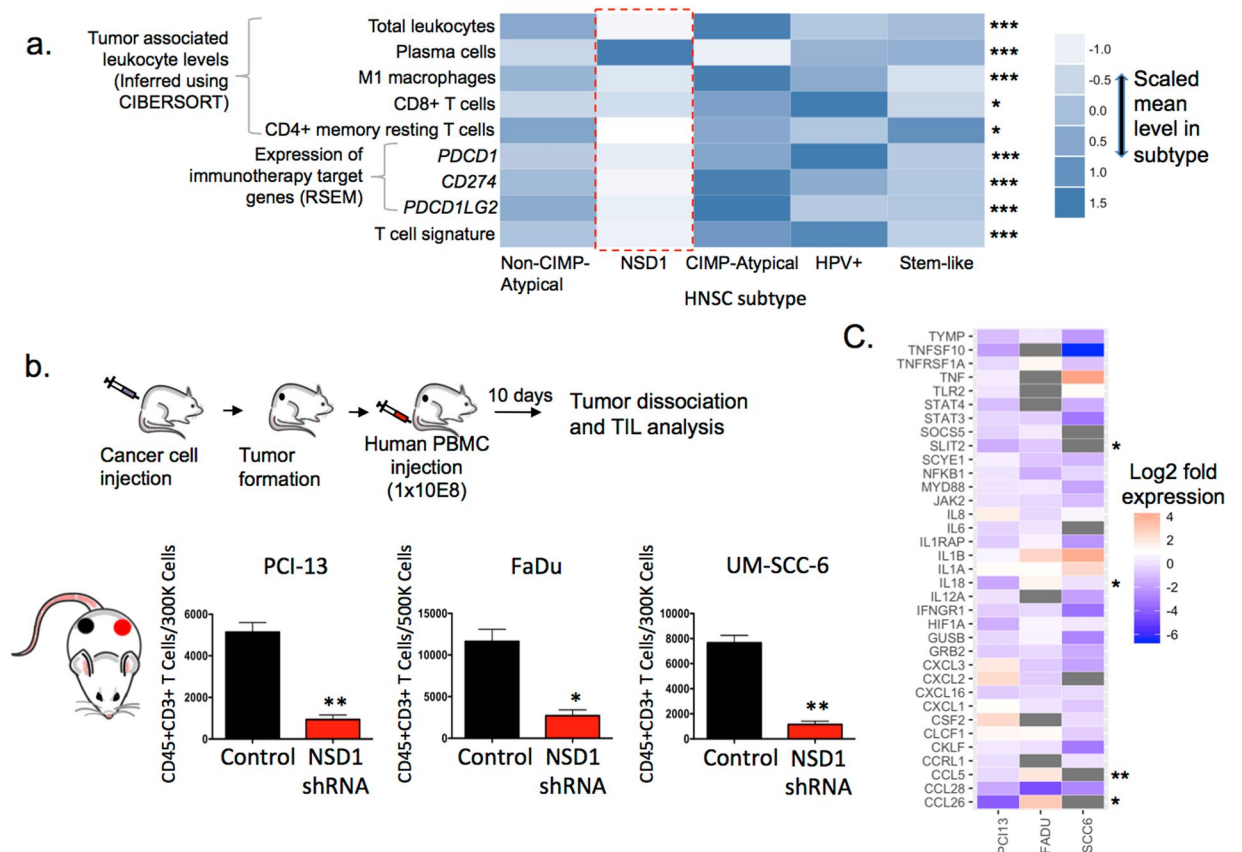 a.
Tumor associated
leukocyte levels
(Inferred using
CIBERSORT)
Total leukocytes
Plasma cells
M1 macrophages
CD8+ T cells
CD4+ memory resting T cells
Expression of
immunotherapy target
genes (RSEM)
PDCD1
CD274
PDCD1LG2
T cell signature
***
***
***
*
*
***
***
***
***
Non-CIMP-
Atypical
NSD1
CIMP-Atypical
HPV+
Stem-like
HNSC subtype
-1.0
-0.5
0.0
0.5
1.0
1.5
Scaled
mean
level in
subtype
b.
Cancer cell
injection
Tumor
formation
Human PBMC
injection
(1x10E8)
10 days
Tumor dissociation
and TIL analysis
PCI-13
CD45+CD3+ T Cells/300K Cells
6000
4000
2000
0
**
Control
NSD1
shRNA
FaDu
CD45+CD3+ T Cells/500K Cells
15000
10000
5000
0
*
Control
NSD1
shRNA
UM-SCC-6
CD45+CD3+ T Cells/300K Cells
10000
8000
6000
4000
2000
0
**
Control
NSD1
shRNA
C.
TYMP
TNFSF10
TNFRSF1A
TNF
TLR2
STAT4
STAT3
SOCS5
SLIT2 *
SCYE1
NFKB1
MYD88
JAK2
IL8
IL6
IL1RAP
IL1B
IL1A
IL18 *
IL12A
IFNGR1
HIF1A
GUSB
GRB2
CXCL3
CXCL2
CXCL16
CXCL1
CSF2
CLCF1
CKLF
CCRL1
CCL5 **
CCL28
CCL26 *
PCI13
FADU
SCC6
Log2 fold
expression
4
2
0
-2
-4
-6